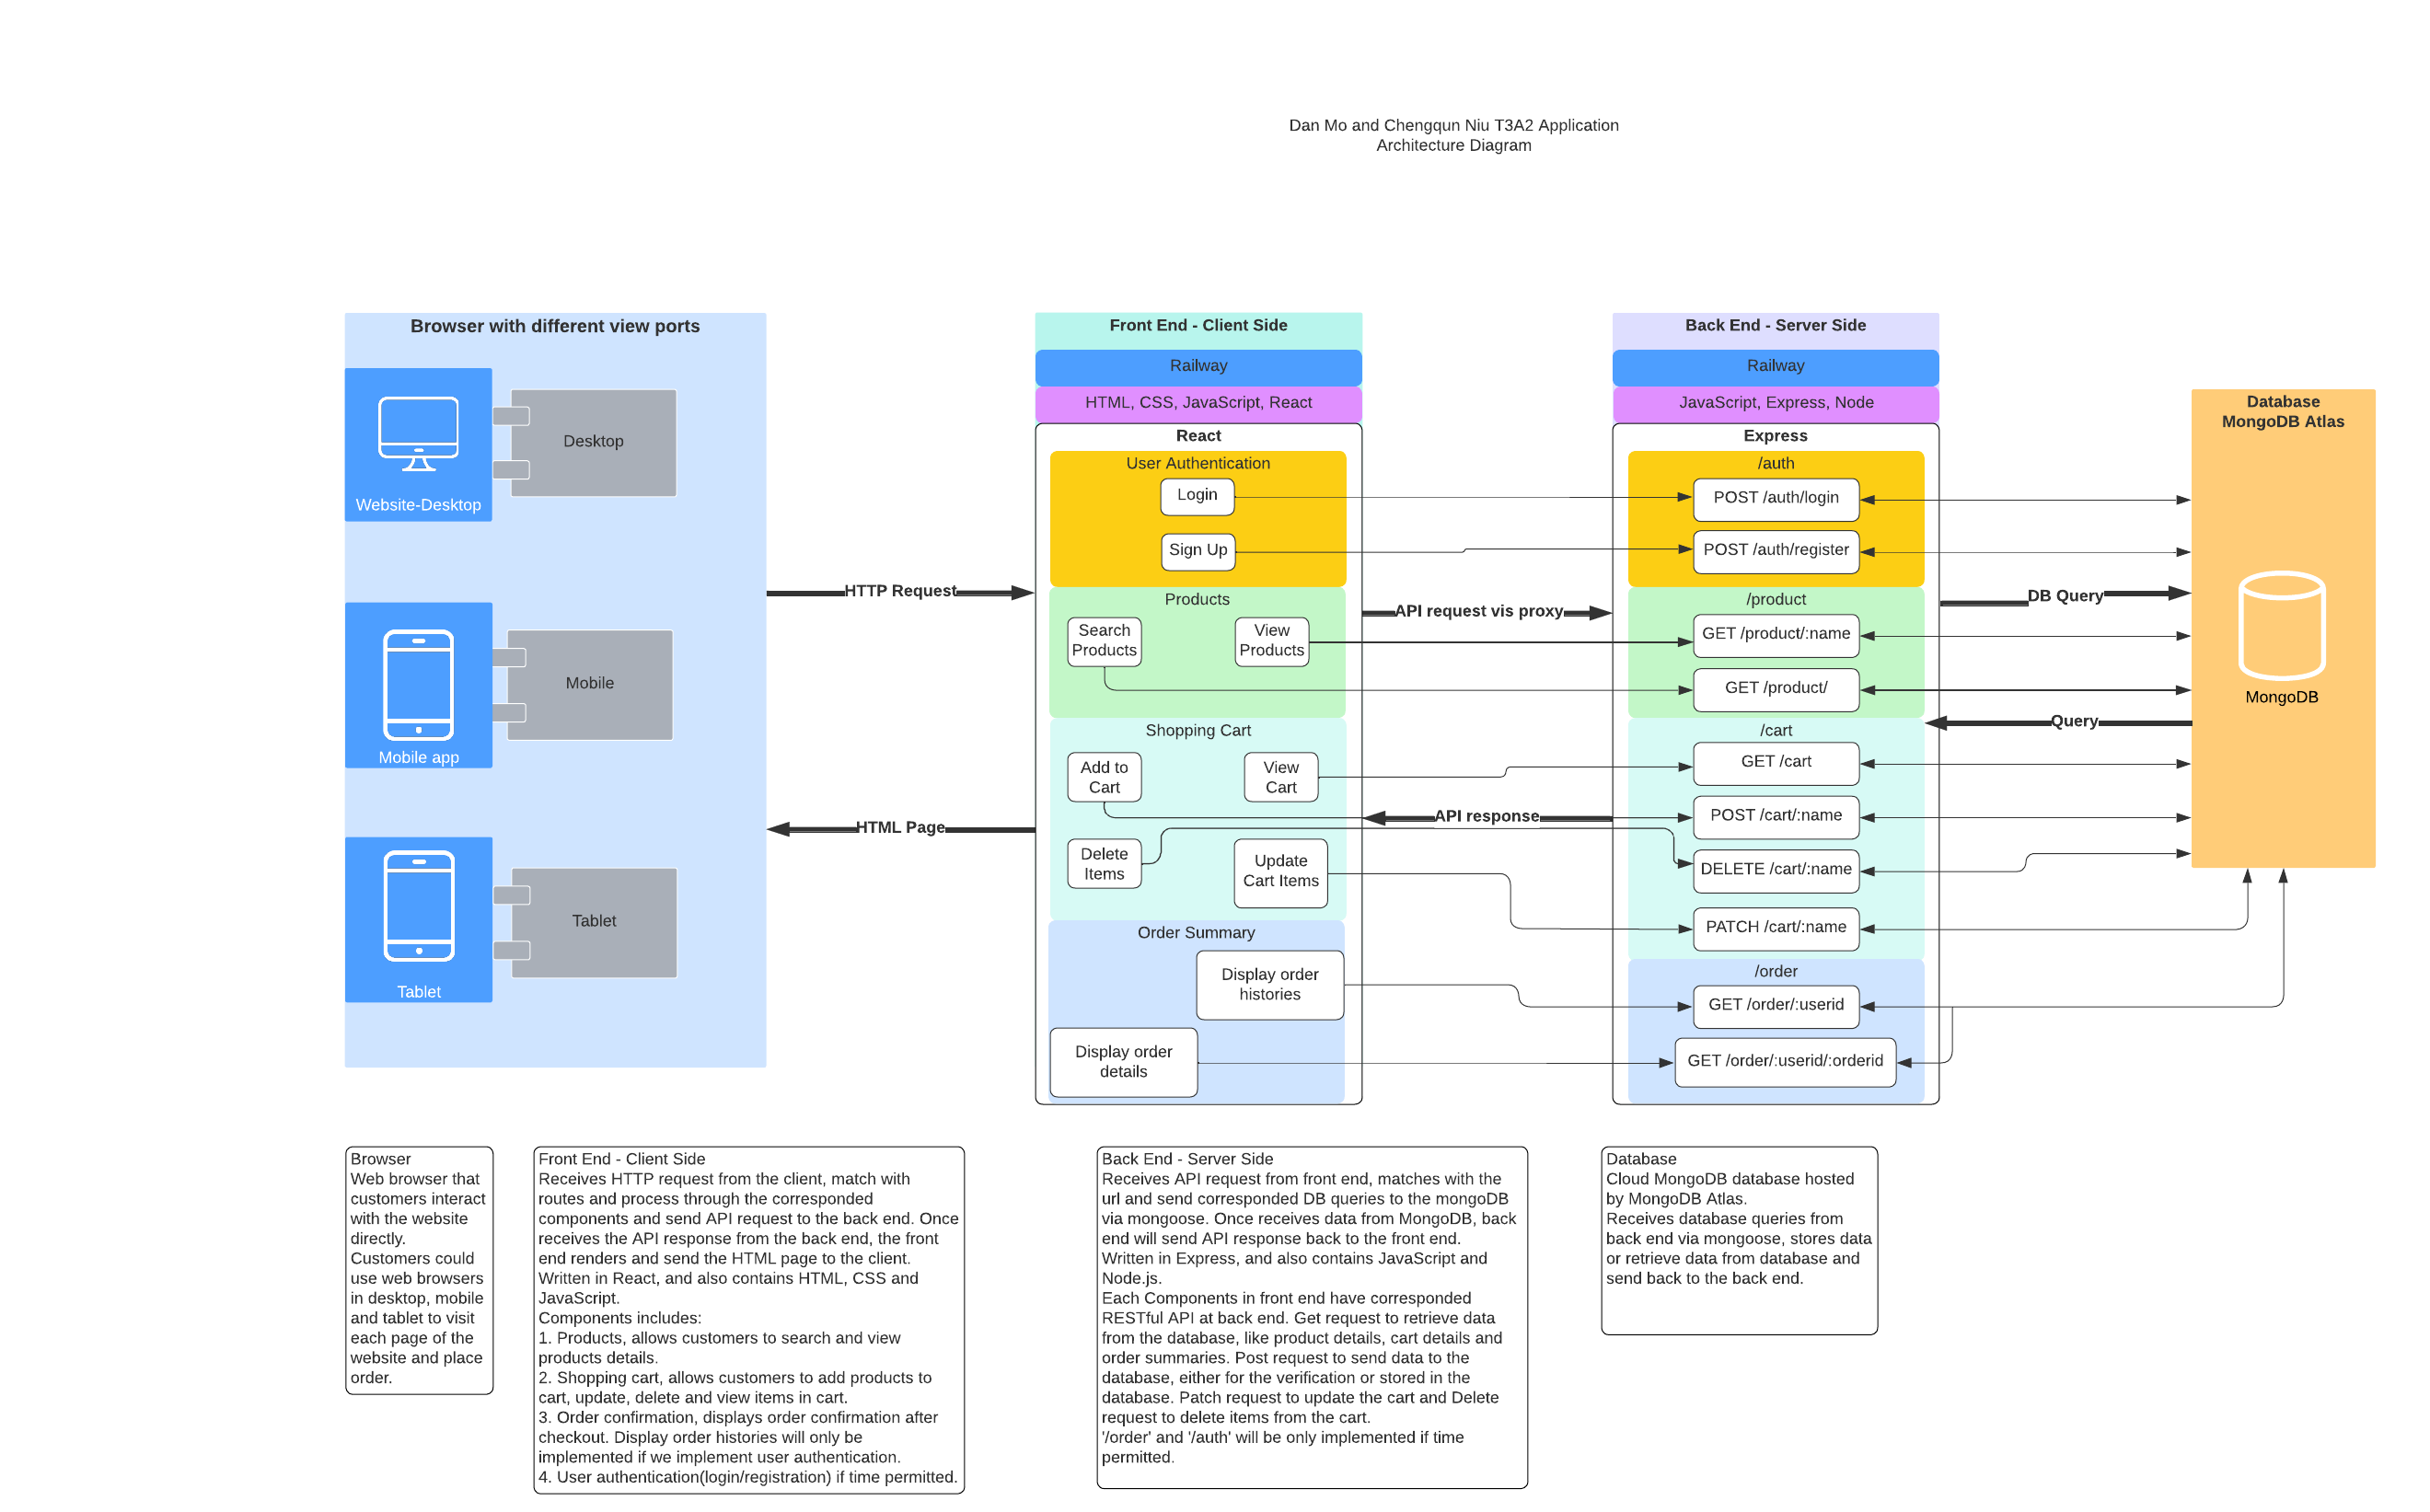 Dan Mo and Chengqun Niu T3A2 Application
Architecture Diagram
Browser with different view ports
Website-Desktop
Desktop
Mobile app
Mobile
Tablet
Tablet
HTTP Request
HTML Page
Front End - Client Side
Railway
HTML, CSS, JavaScript, React
React
User Authentication
Login
Sign Up
Products
Search
Products
View
Products
Shopping Cart
Add to
Cart
View
Cart
Delete
Items
Update
Cart Items
Order Summary
Display order
histories
Display order
details
API request vis proxy
API response
Back End - Server Side
Railway
JavaScript, Express, Node
Express
/auth
POST /auth/login
POST /auth/register
/product
GET /product/:name
GET /product/
/cart
GET /cart
POST /cart/:name
DELETE /cart/:name
PATCH /cart/:name
/order
GET /order/:userid
GET /order/:userid/:orderid
DB Query
Query
Database
MongoDB Atlas
MongoDB
Browser
Web browser that
customers interact
with the website
directly.
Customers could
use web browsers
in desktop, mobile
and tablet to visit
each page of the
website and place
order.
Front End - Client Side
Receives HTTP request from the client, match with
routes and process through the corresponded
components and send API request to the back end. Once
receives the API response from the back end, the front
end renders and send the HTML page to the client.
Written in React, and also contains HTML, CSS and
JavaScript.
Components includes:
1. Products, allows customers to search and view
products details.
2. Shopping cart, allows customers to add products to
cart, update, delete and view items in cart.
3. Order confirmation, displays order confirmation after
checkout. Display order histories will only be
implemented if we implement user authentication.
4. User authentication(login/registration) if time permitted.
Back End - Server Side
Receives API request from front end, matches with the
url and send corresponded DB queries to the mongoDB
via mongoose. Once receives data from MongoDB, back
end will send API response back to the front end.
Written in Express, and also contains JavaScript and
Node.js.
Each Components in front end have corresponded
RESTful API at back end. Get request to retrieve data
from the database, like product details, cart details and
order summaries. Post request to send data to the
database, either for the verification or stored in the
database. Patch request to update the cart and Delete
request to delete items from the cart.
'/order' and '/auth' will be only implemented if time
permitted.
Database
Cloud MongoDB database hosted
by MongoDB Atlas.
Receives database queries from
back end via mongoose, stores data
or retrieve data from database and
send back to the back end.